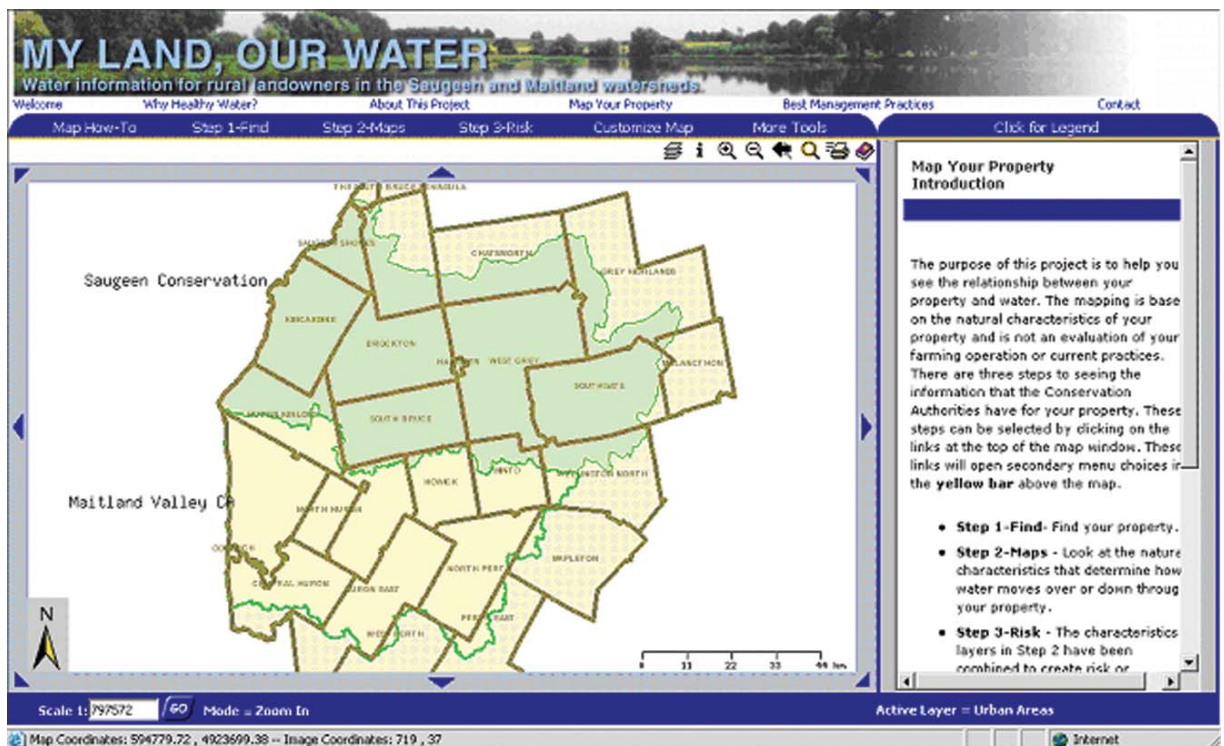 MY LAND, OUR WATER
Water information for rural landowners in the Saugeen and Maitland watersheds.
Welcome Why Healthy Water? About This Project Map Your Property Best Management Practices Contact
Map How-To Step 1-Find Step 2-Maps Step 3-Risk Customize Map More Tools Click for Legend
Map Your Property
Introduction
The purpose of this project is to help you
see the relationship between your
property and water. The mapping is base
on the natural characteristics of your
property and is not an evaluation of your
farming operation or current practices.
There are three steps to seeing the
information that the Conservation
Authorities have for your property. These
steps can be selected by clicking on the
links at the top of the map window. These
links will open secondary menu choices in
the yellow bar above the map.
• Step 1-Find- Find your property.
• Step 2-Maps - Look at the nature
characteristics that determine how
water moves over or down throug
your property.
• Step 3-Risk - The characteristics
layers in Step 2 have been
combined to create risk or
CHATSWORTH
GREY HIGHLANDS
Saugeen Conservation
KINCARDINE
BROCKTON
WEST GREY
MELANCTHON
SOUTHGATE
SOUTH BRUCE
HOWICK
MINTO
WELLINGTON NORTH
Maitland Valley CA
NORTH HURON
MAPLETON
NORTH PERT
CENTRAL HURON
HURON EAST
WEST PERTH
PERTH EAST
N
0 11 22 33 44 km
Scale 1: 797572 GO Mode = Zoom In Active Layer = Urban Areas
Map Coordinates: 594779.72 , 4923699.38 -- Image Coordinates: 719 , 37 Internet